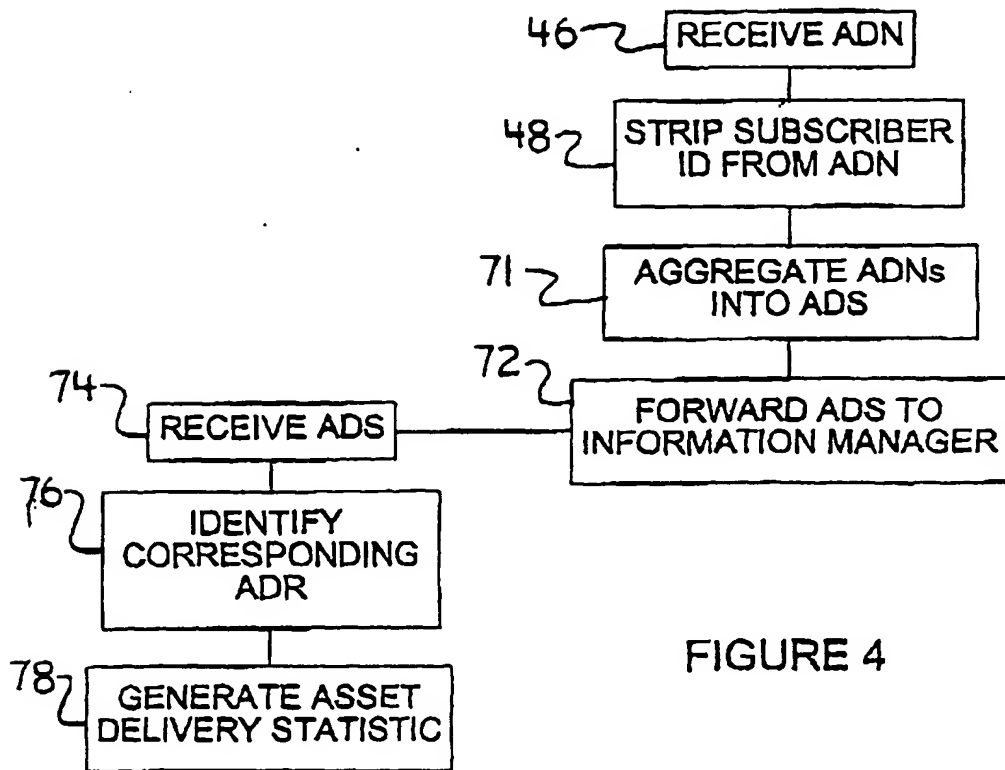 46
RECEIVE ADN
48
STRIP SUBSCRIBER
ID FROM ADN
71
AGGREGATE ADNs
INTO ADS
72
FORWARD ADS TO
INFORMATION MANAGER
74
RECEIVE ADS
76
IDENTIFY
CORRESPONDING
ADR
78
GENERATE ASSET
DELIVERY STATISTIC
FIGURE 4